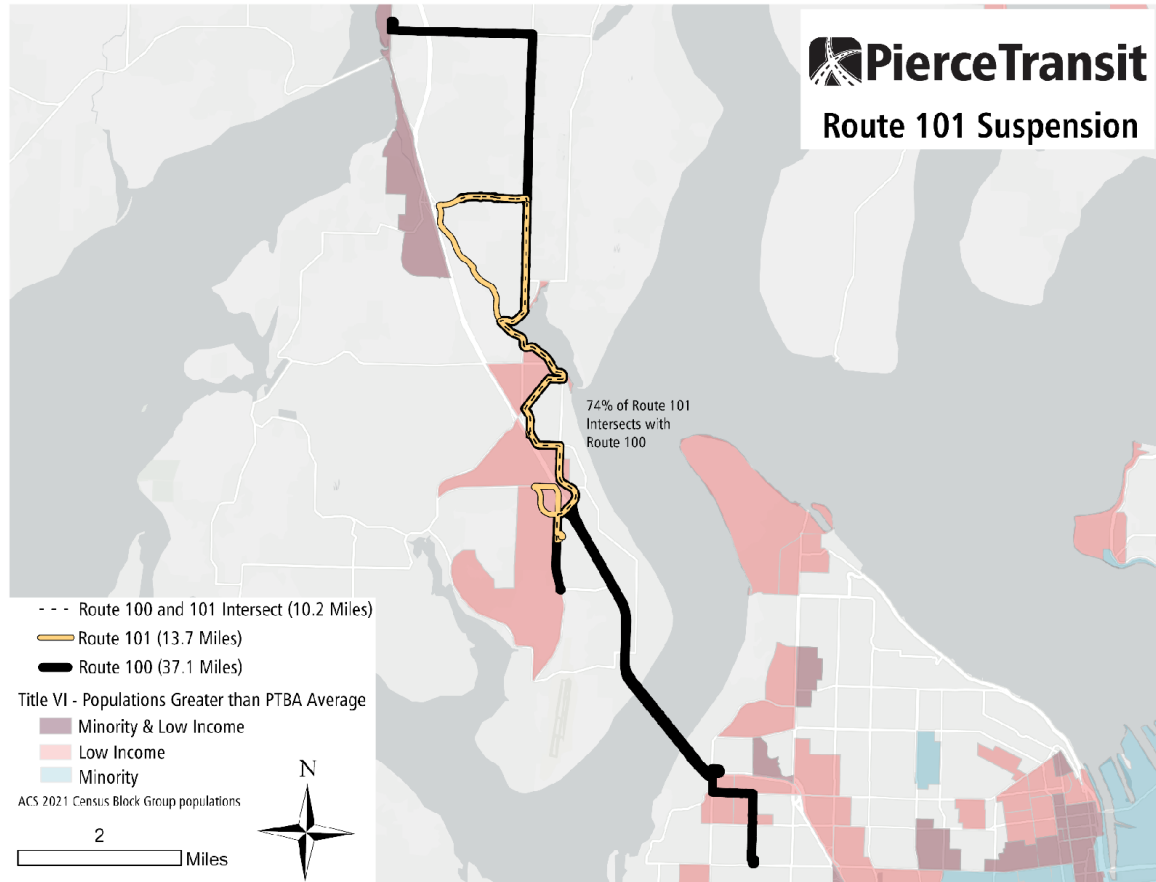 PierceTransit
Route 101 Suspension
74% of Route 101
Intersects with
Route 100
- - - Route 100 and 101 Intersect (10.2 Miles)
Route 101 (13.7 Miles)
Route 100 (37.1 Miles)
Title VI - Populations Greater than PTBA Average
Minority & Low Income
Low Income
Minority
ACS 2021 Census Block Group populations
N
2
Miles